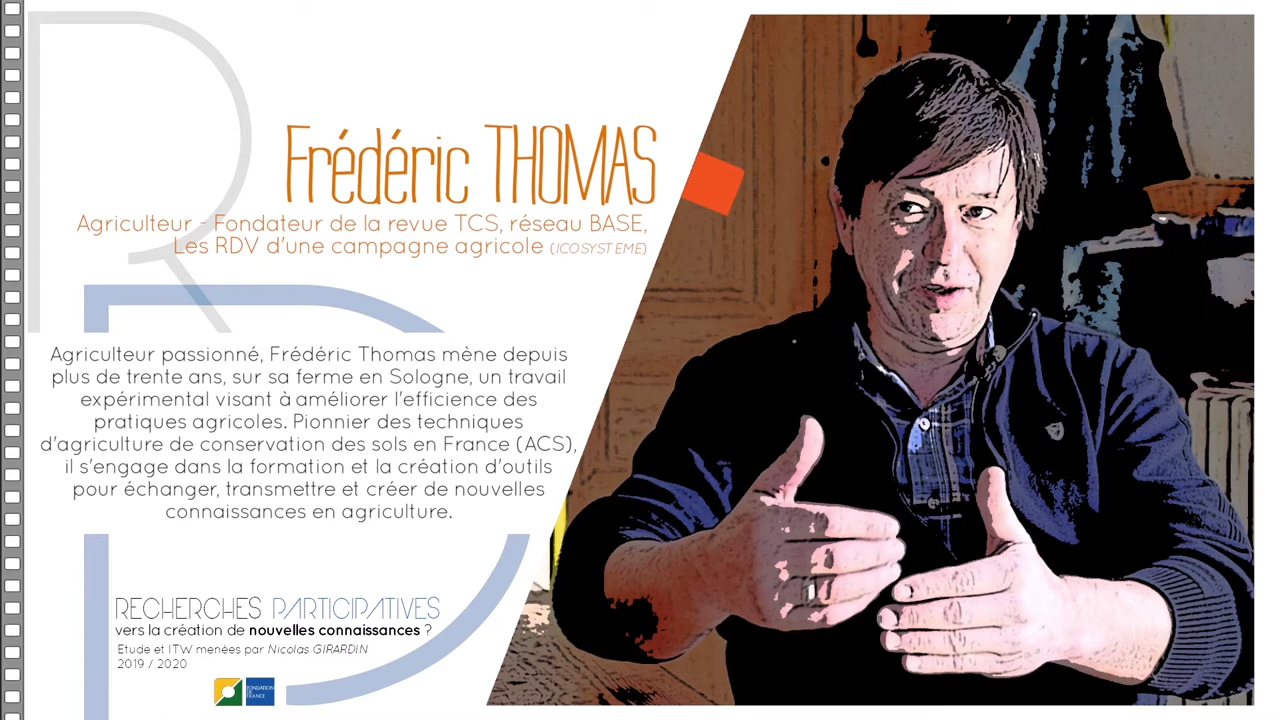 Frédéric THOMAS
Agriculteur - Fondateur de la revue TCS, réseau BASE,
Les RDV d'une campagne agricole (ICOSYSTEME)
Agriculteur passionné, Frédéric Thomas mène depuis
plus de trente ans, sur sa ferme en Sologne, un travail
expérimental visant à améliorer l'efficience des
pratiques agricoles. Pionnier des techniques
d'agriculture de conservation des sols en France (ACS),
il s'engage dans la formation et la création d'outils
pour échanger, transmettre et créer de nouvelles
connaissances en agriculture.
RECHERCHES PARTICIPATIVES
vers la création de nouvelles connaissances ?
Etude et ITW menées par Nicolas GIRARDIN
2019 / 2020
FONDATION
DE
FRANCE